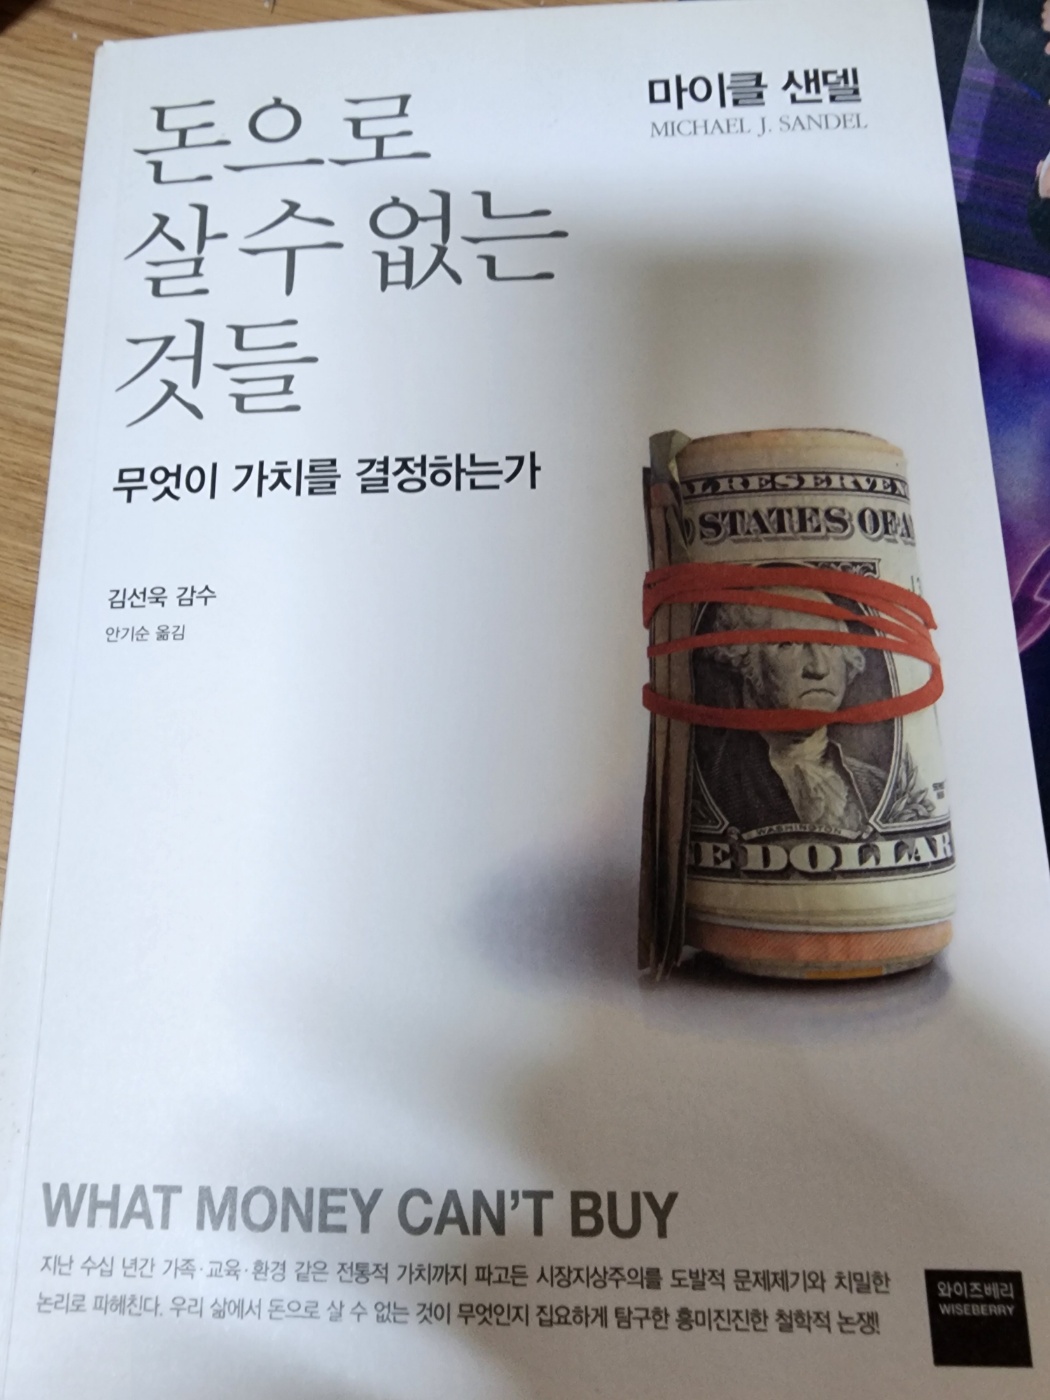 마이클 샌델
MICHAEL J. SANDEL
돈으로
살 수 없는
것들
무엇이 가치를 결정하는가
김선욱 감수
안기순 옮김
STATES OF A
WASHINGTON
E DOLLAR
WHAT MONEY CAN'T BUY
지난 수십 년간 가족·교육·환경 같은 전통적 가치까지 파고든 시장지상주의를 도발적 문제제기와 치밀한
논리로 파헤친다. 우리 삶에서 돈으로 살 수 없는 것이 무엇인지 집요하게 탐구한 흥미진진한 철학적 논쟁!
와이즈베리
WISEBERRY